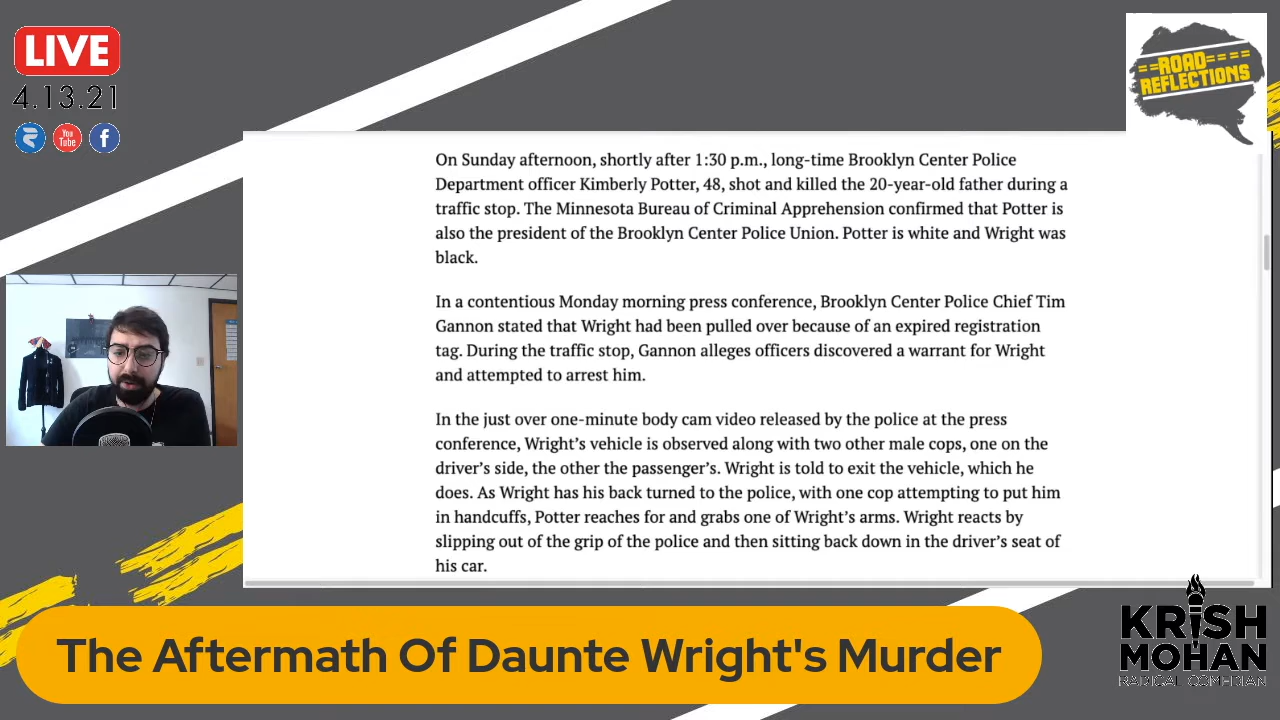 LIVE
4.13.21
You
Tube
f
==ROAD====
REFLECTIONS
On Sunday afternoon, shortly after 1:30 p.m., long-time Brooklyn Center Police
Department officer Kimberly Potter, 48, shot and killed the 20-year-old father during a
traffic stop. The Minnesota Bureau of Criminal Apprehension confirmed that Potter is
also the president of the Brooklyn Center Police Union. Potter is white and Wright was
black.
In a contentious Monday morning press conference, Brooklyn Center Police Chief Tim
Gannon stated that Wright had been pulled over because of an expired registration
tag. During the traffic stop, Gannon alleges officers discovered a warrant for Wright
and attempted to arrest him.
In the just over one-minute body cam video released by the police at the press
conference, Wright’s vehicle is observed along with two other male cops, one on the
driver’s side, the other the passenger’s. Wright is told to exit the vehicle, which he
does. As Wright has his back turned to the police, with one cop attempting to put him
in handcuffs, Potter reaches for and grabs one of Wright’s arms. Wright reacts by
slipping out of the grip of the police and then sitting back down in the driver’s seat of
his car.
The Aftermath Of Daunte Wright's Murder
KRISH
MOHAN
RADICAL COMEDIAN